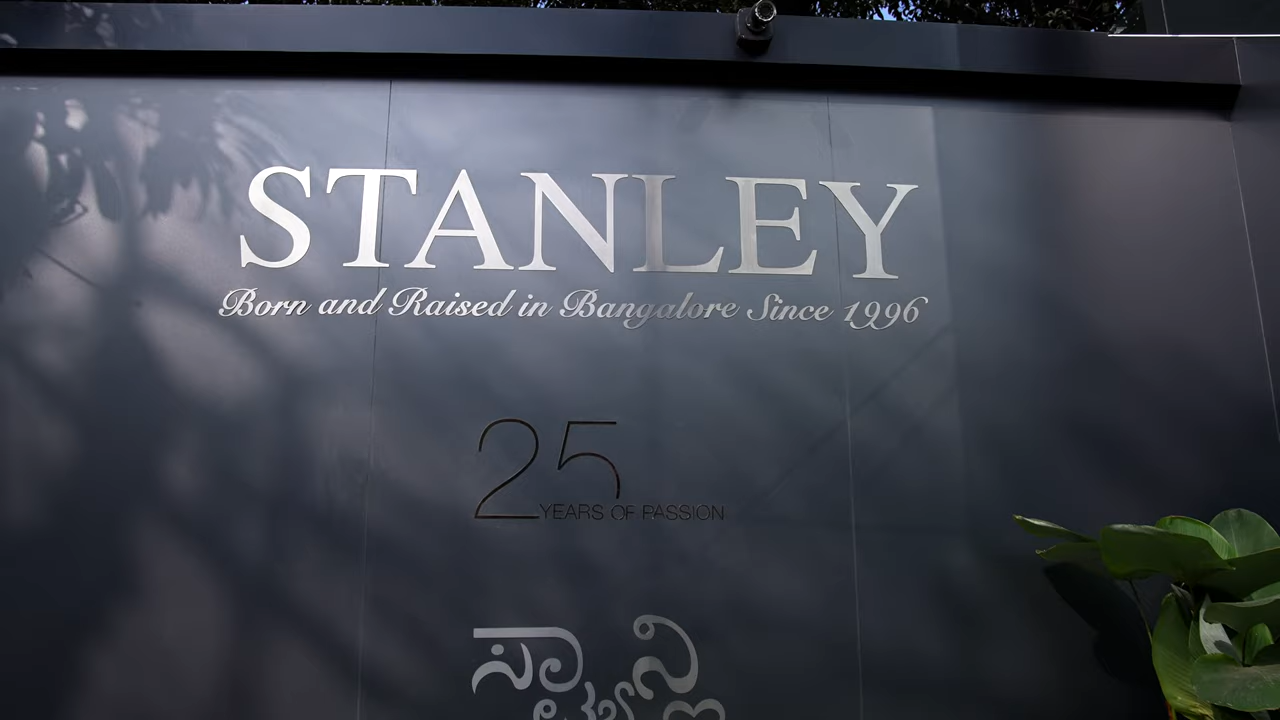 STANLEY
Born and Raised in Bangalore Since 1996
25
YEARS OF PASSION